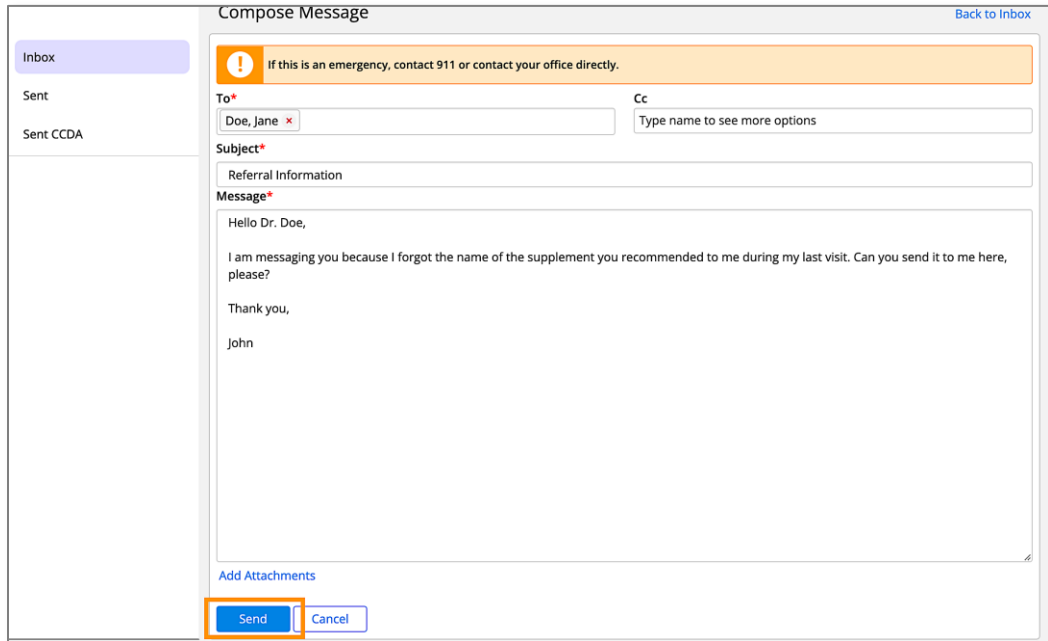 Compose Message
Back to Inbox
Inbox
Sent
Sent CCDA
If this is an emergency, contact 911 or contact your office directly.
To*
Doe, Jane ×
Cc
Type name to see more options
Subject*
Referral Information
Message*
Hello Dr. Doe,
I am messaging you because I forgot the name of the supplement you recommended to me during my last visit. Can you send it to me here,
please?
Thank you,
John
Add Attachments
Send
Cancel